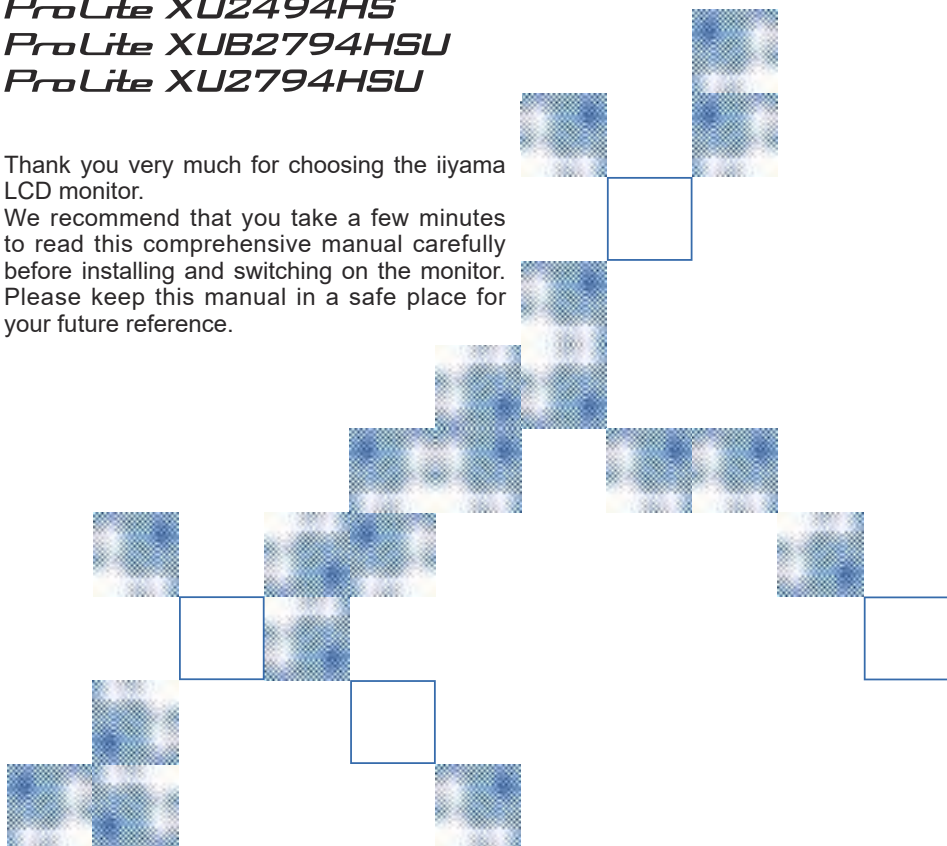 ProLite XU2494HS
ProLite XUB2794HSU
ProLite XU2794HSU
Thank you very much for choosing the iiyama
LCD monitor.
We recommend that you take a few minutes
to read this comprehensive manual carefully
before installing and switching on the monitor.
Please keep this manual in a safe place for
your future reference.